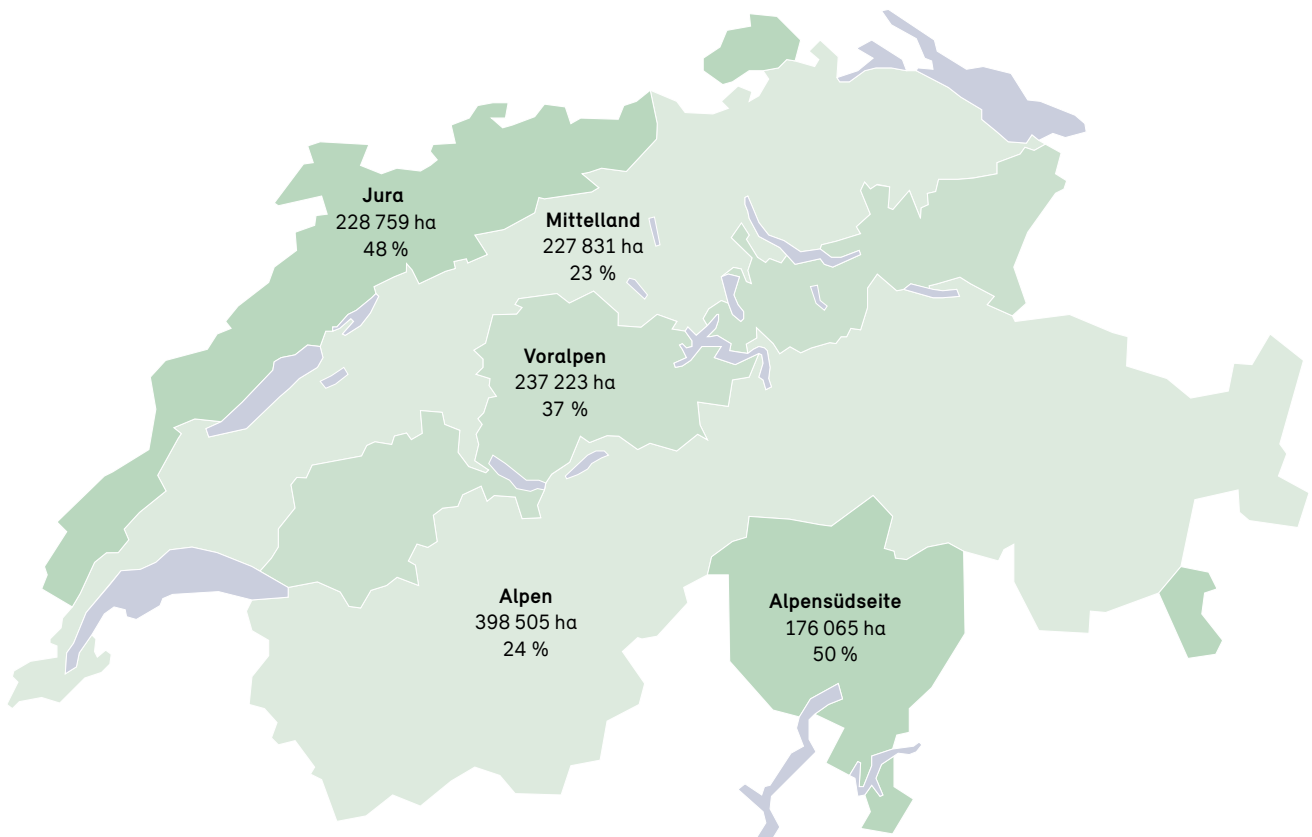 Jura
228 759 ha
48 %
Mittelland
227 831 ha
23 %
Voralpen
237 223 ha
37 %
Alpen
398 505 ha
24 %
Alpensüdseite
176 065 ha
50 %